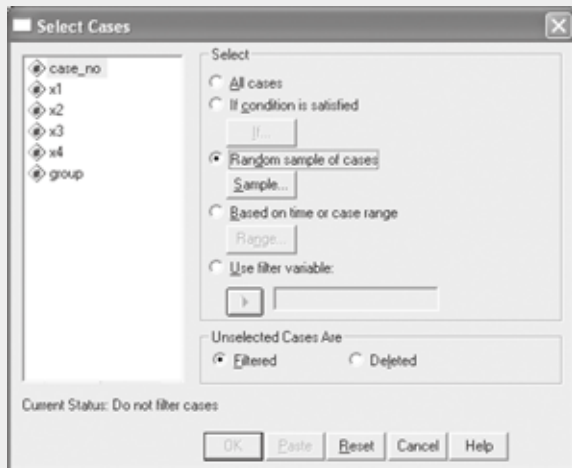 Select Cases
case_no
x1
x2
x3
x4
group
Select
All cases
If condition is satisfied
If...
Random sample of cases
Sample...
Based on time or case range
Range...
Use filter variable:
Unselected Cases Are
Filtered
Deleted
Current Status: Do not filter cases
OK
Paste
Reset
Cancel
Help